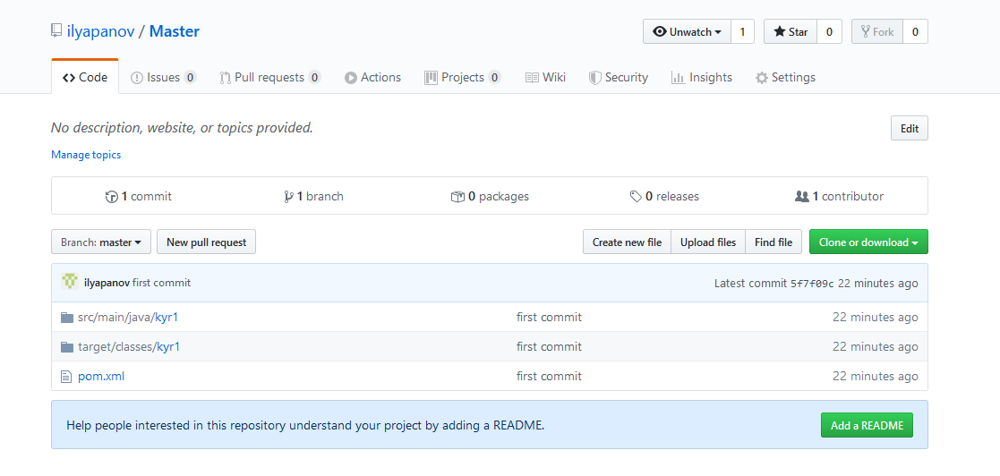 ilyapanov / Master Unwatch 1 Star 0 Fork 0
Code Issues 0 Pull requests 0 Actions Projects 0 Wiki Security Insights Settings
No description, website, or topics provided. Edit
Manage topics
1 commit 1 branch 0 packages 0 releases 1 contributor
Branch: master New pull request Create new file Upload files Find file Clone or download
ilyapanov first commit Latest commit 5f7f09c 22 minutes ago
src/main/java/kyr1 first commit 22 minutes ago
target/classes/kyr1 first commit 22 minutes ago
pom.xml first commit 22 minutes ago
Help people interested in this repository understand your project by adding a README. Add a README